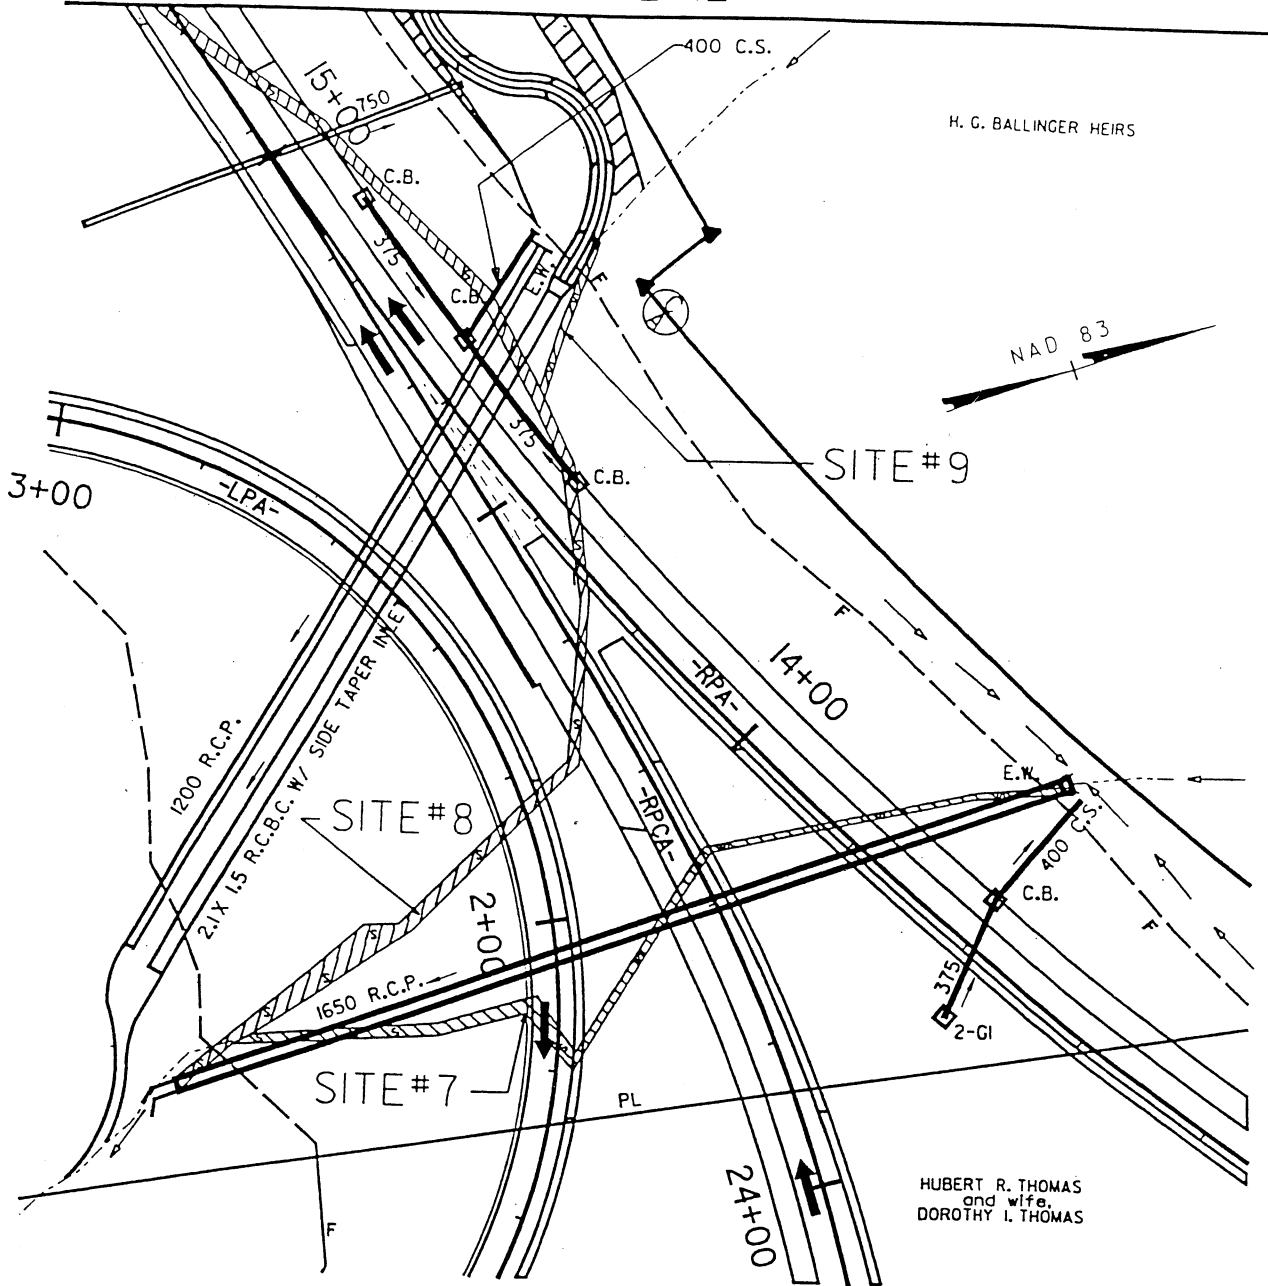 400 C.S.
15+00
750
H. G. BALLINGER HEIRS
C.B.
375
E.W.
C.B.
F
C
A
NAD 83
SITE#9
375
C.B.
3+00
-LPA-
S
F
14+00
-RPA-
1200 R.C.P.
2.1 X 1.5 R.C.B.C. W/ SIDE TAPER INLET
SITE#8
-RPCA-
E.W.
400 C.S.
C.B.
2+00
F
375
1650 R.C.P.
2-GI
SITE#7
PL
24+00
HUBERT R. THOMAS
and wife,
DOROTHY I. THOMAS
F